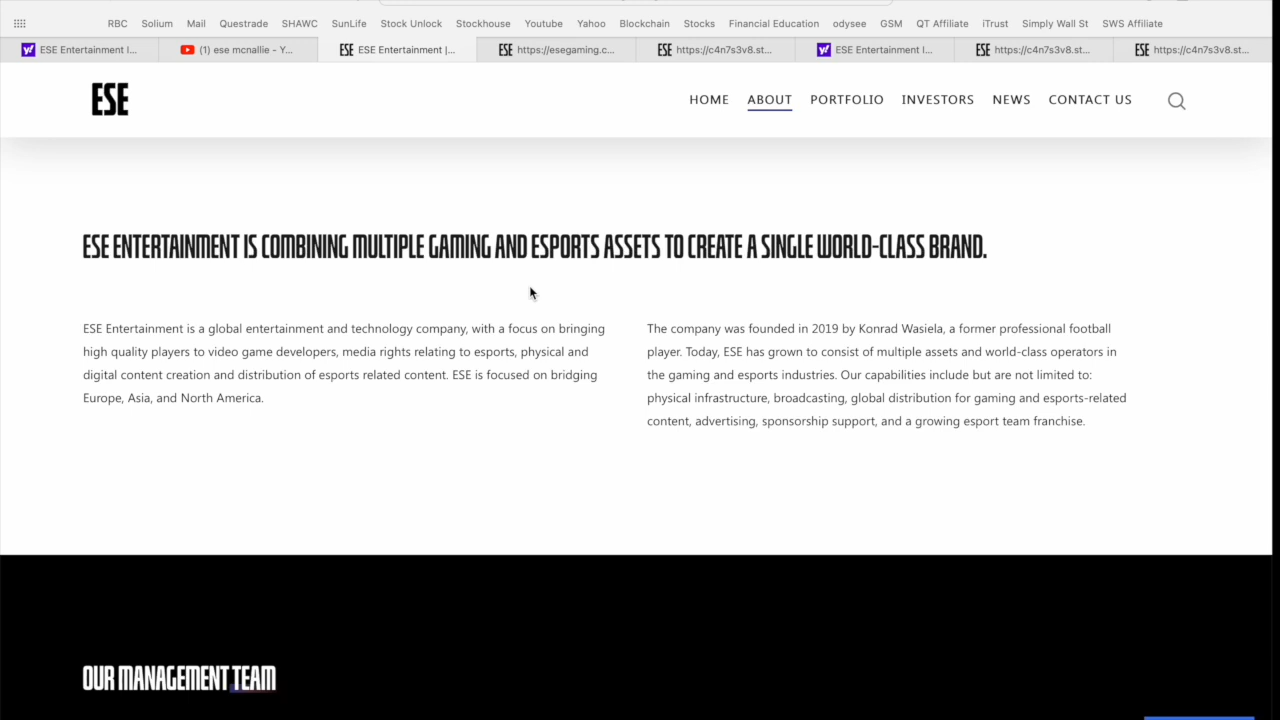 RBC Solium Mail Questrade SHAWC SunLife Stock Unlock Stockhouse Youtube Yahoo Blockchain Stocks Financial Education odysee GSM QT Affiliate iTrust Simply Wall St SWS Affiliate
ESE Entertainment I... (1) ese mcnallie - Y... ESE ESE Entertainment |... ESE https://esegaming.c... ESE https://c4n7s3v8.st... ESE Entertainment I... ESE https://c4n7s3v8.st... ESE https://c4n7s3v8.st...
ESE HOME ABOUT PORTFOLIO INVESTORS NEWS CONTACT US
ESE ENTERTAINMENT IS COMBINING MULTIPLE GAMING AND ESPORTS ASSETS TO CREATE A SINGLE WORLD-CLASS BRAND.
ESE Entertainment is a global entertainment and technology company, with a focus on bringing
high quality players to video game developers, media rights relating to esports, physical and
digital content creation and distribution of esports related content. ESE is focused on bridging
Europe, Asia, and North America.
The company was founded in 2019 by Konrad Wasiela, a former professional football
player. Today, ESE has grown to consist of multiple assets and world-class operators in
the gaming and esports industries. Our capabilities include but are not limited to:
physical infrastructure, broadcasting, global distribution for gaming and esports-related
content, advertising, sponsorship support, and a growing esport team franchise.
OUR MANAGEMENT TEAM